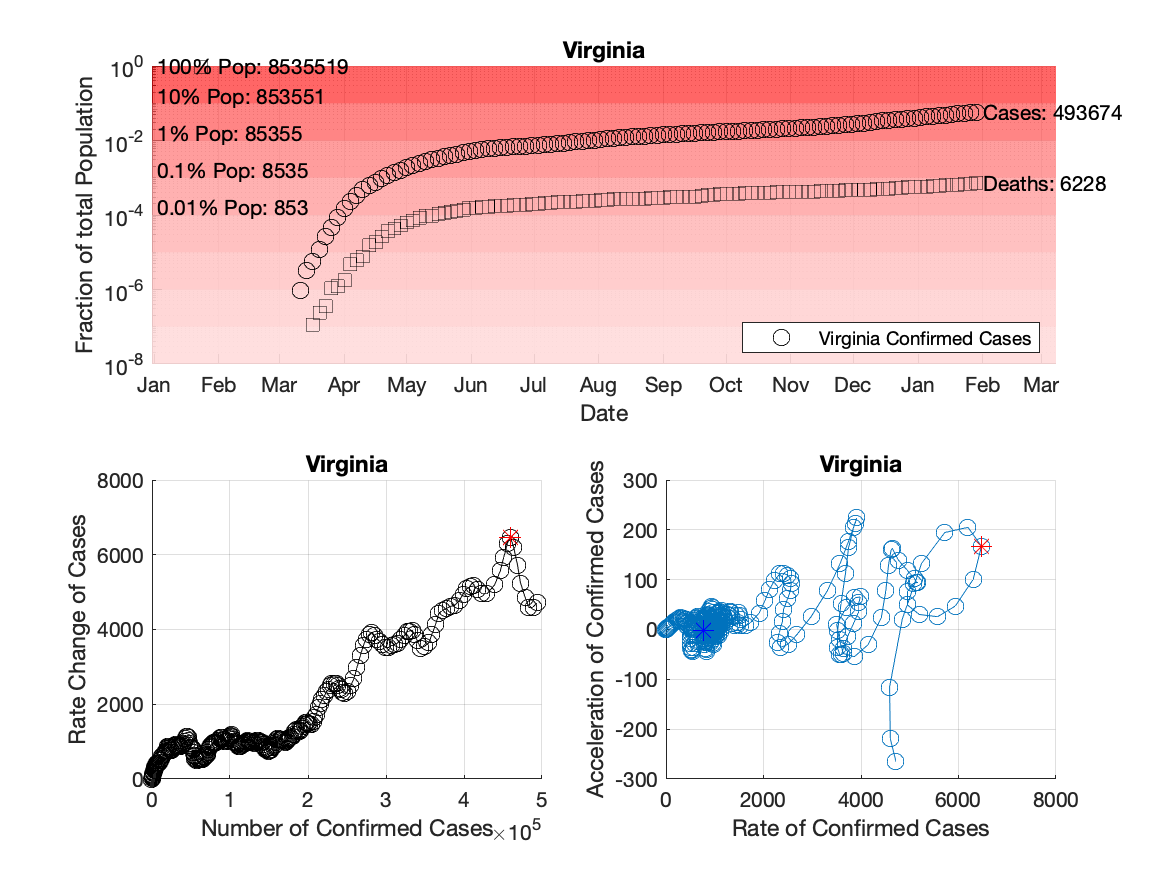 Virginia
10^0
100% Pop: 8535519
10% Pop: 853551
10^-2
1% Pop: 85355
Cases: 493674
0.1% Pop: 8535
10^-4
0.01% Pop: 853
Deaths: 6228
10^-6
10^-8
Fraction of total Population
Virginia Confirmed Cases
Jan Feb Mar Apr May Jun Jul Aug Sep Oct Nov Dec Jan Feb Mar
Date
Virginia
8000
6000
4000
2000
0
Rate Change of Cases
0 1 2 3 4 5
Number of Confirmed Cases ×10^5
Virginia
300
200
100
0
-100
-200
-300
Acceleration of Confirmed Cases
0 2000 4000 6000 8000
Rate of Confirmed Cases